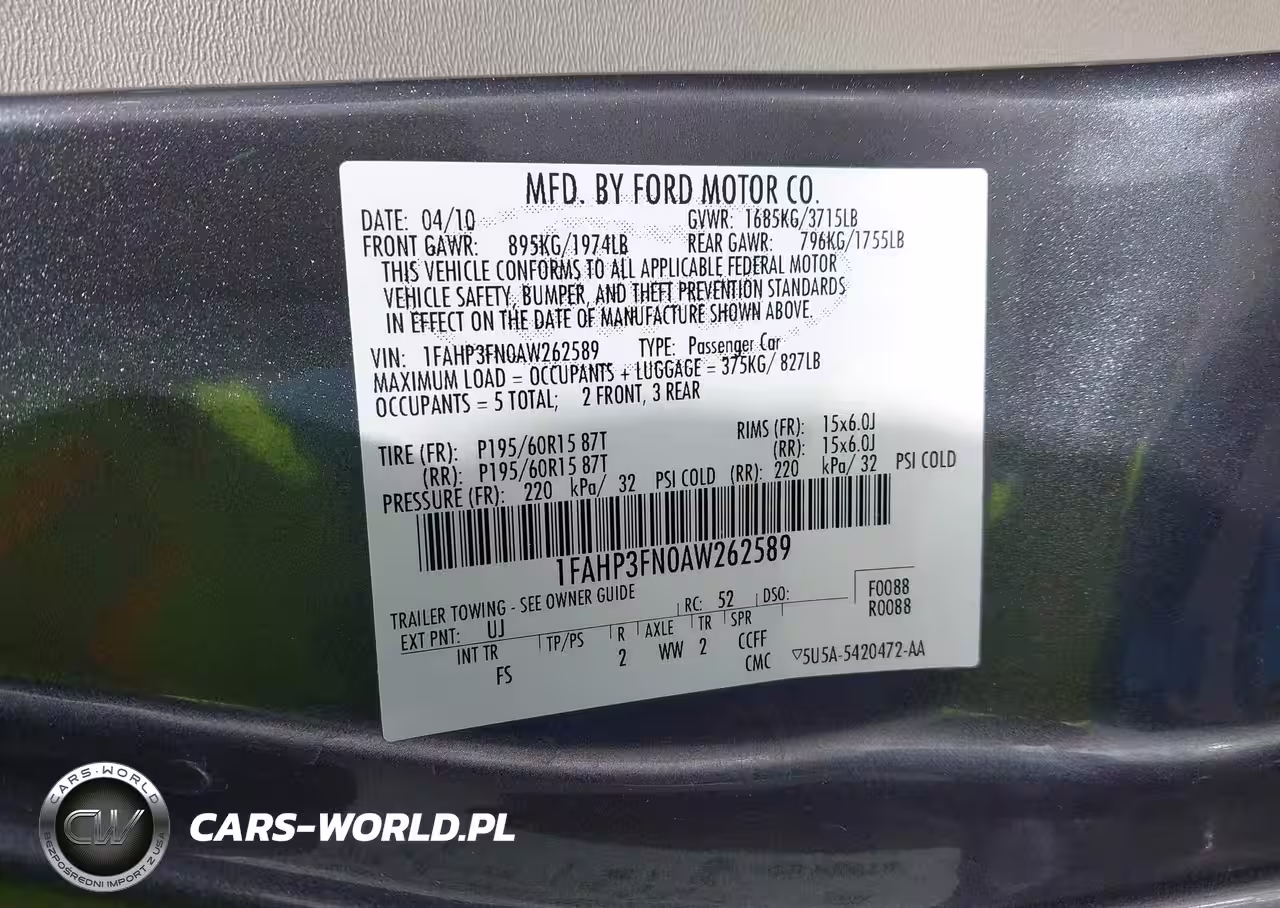 MFD. BY FORD MOTOR CO.
DATE: 04/10 GVWR: 1685KG/3715LB
FRONT GAWR: 895KG/1974LB REAR GAWR: 796KG/1755LB
THIS VEHICLE CONFORMS TO ALL APPLICABLE FEDERAL MOTOR
VEHICLE SAFETY, BUMPER, AND THEFT PREVENTION STANDARDS
IN EFFECT ON THE DATE OF MANUFACTURE SHOWN ABOVE.
VIN: 1FAHP3FN0AW262589 TYPE: Passenger Car
MAXIMUM LOAD = OCCUPANTS + LUGGAGE = 375KG/ 827LB
OCCUPANTS = 5 TOTAL; 2 FRONT, 3 REAR
TIRE (FR): P195/60R15 87T RIMS (FR): 15x6.0J
(RR): P195/60R15 87T (RR): 15x6.0J
PRESSURE (FR): 220 kPa/ 32 PSI COLD (RR): 220 kPa/ 32 PSI COLD
1FAHP3FN0AW262589
TRAILER TOWING - SEE OWNER GUIDE
RC: 52 DSO: F0088
R0088
EXT PNT: UJ
INT TR TP/PS R AXLE TR SPR
FS 2 WW 2 CCFF
CMC ▽5U5A-5420472-AA
CARS-WORLD
CW
BEZPOŚREDNI IMPORT Z USA
CARS-WORLD.PL